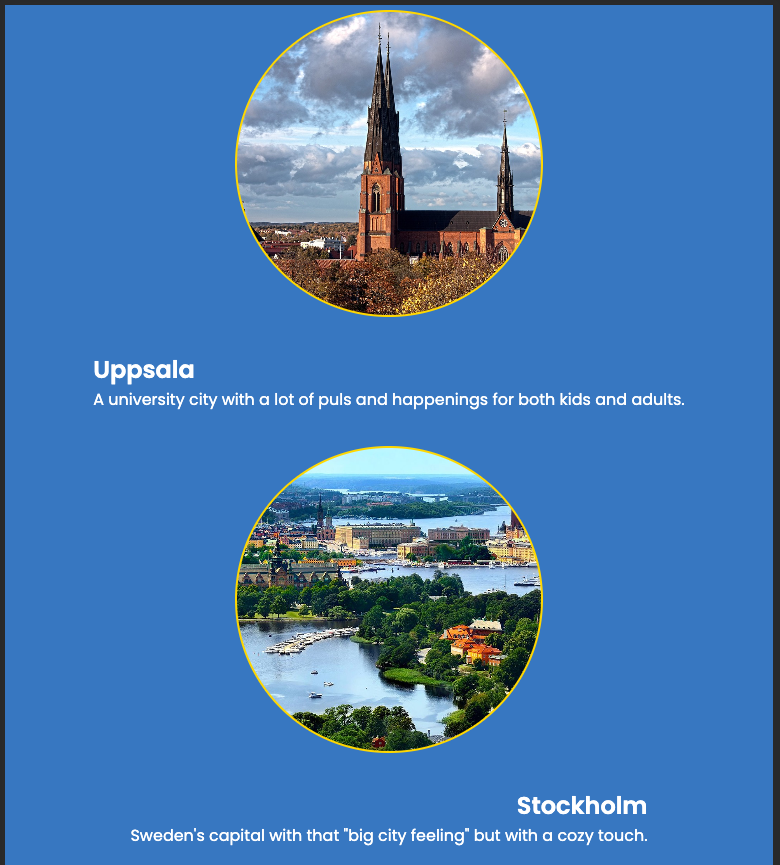 Uppsala
A university city with a lot of puls and happenings for both kids and adults.
Stockholm
Sweden's capital with that "big city feeling" but with a cozy touch.